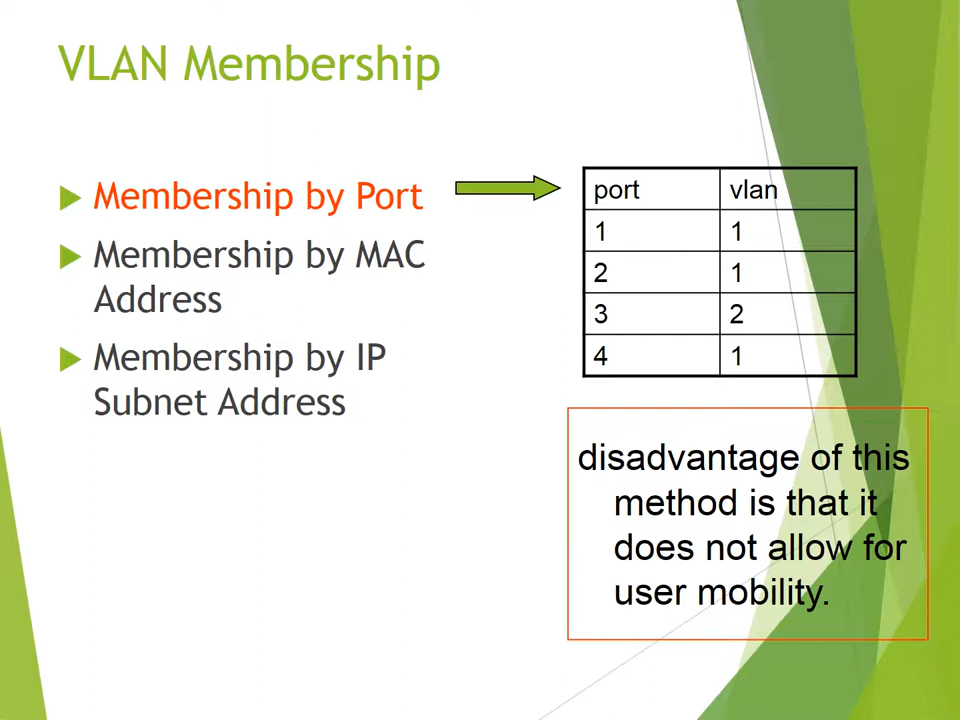 VLAN Membership
Membership by Port
Membership by MAC
Address
Membership by IP
Subnet Address
port vlan
1 1
2 1
3 2
4 1
disadvantage of this
method is that it
does not allow for
user mobility.